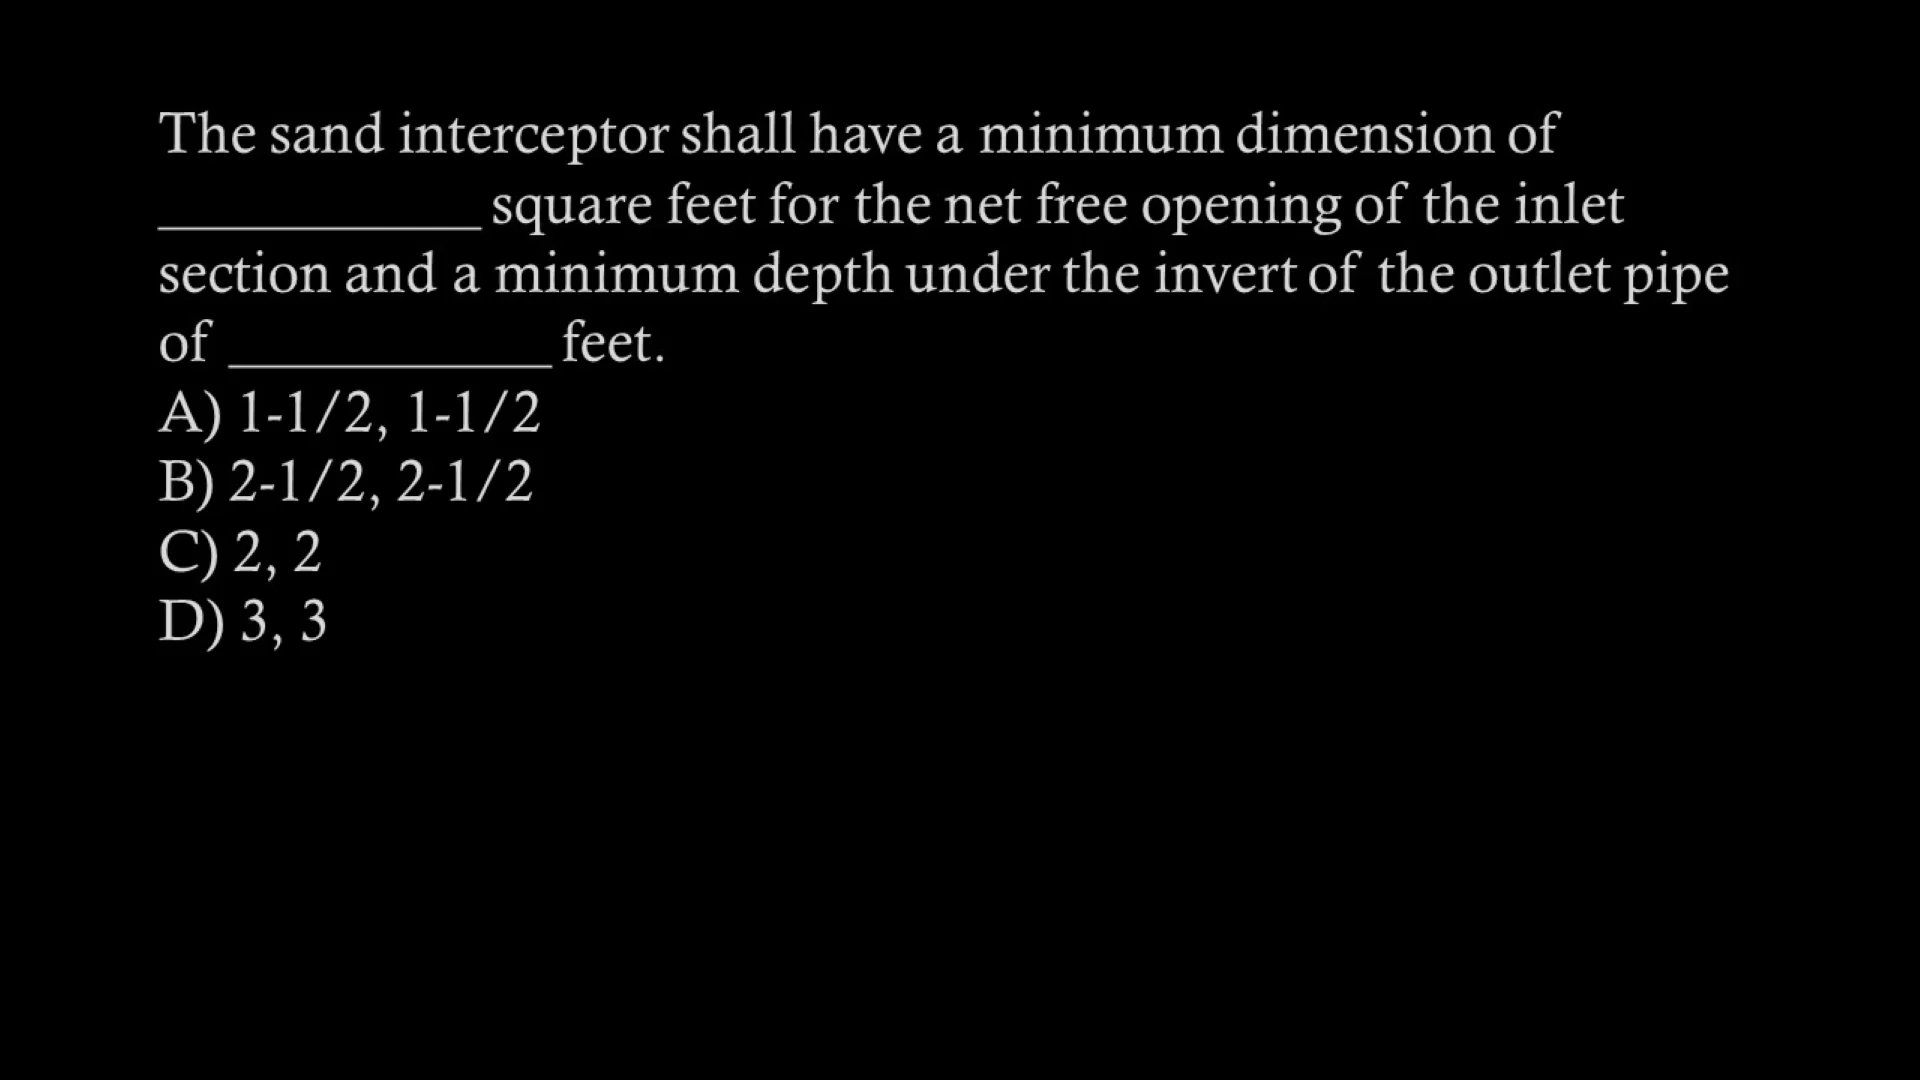 The sand interceptor shall have a minimum dimension of
____________ square feet for the net free opening of the inlet
section and a minimum depth under the invert of the outlet pipe
of ____________ feet.
A) 1-1/2, 1-1/2
B) 2-1/2, 2-1/2
C) 2, 2
D) 3, 3